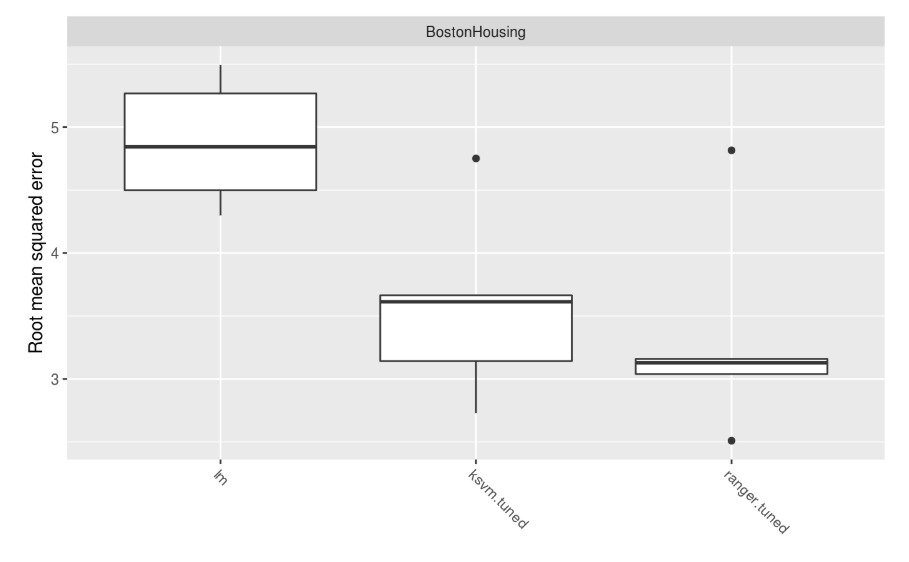 BostonHousing
Root mean squared error
5
4
3
lm
ksvm.tuned
ranger.tuned